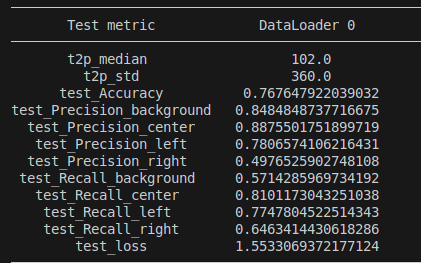 Test metric DataLoader 0
t2p_median 102.0
t2p_std 360.0
test_Accuracy 0.767647922039032
test_Precision_background 0.8484848737716675
test_Precision_center 0.8875501751899719
test_Precision_left 0.7806574106216431
test_Precision_right 0.4976525902748108
test_Recall_background 0.5714285969734192
test_Recall_center 0.8101173043251038
test_Recall_left 0.7747804522514343
test_Recall_right 0.6463414430618286
test_loss 1.5533069372177124